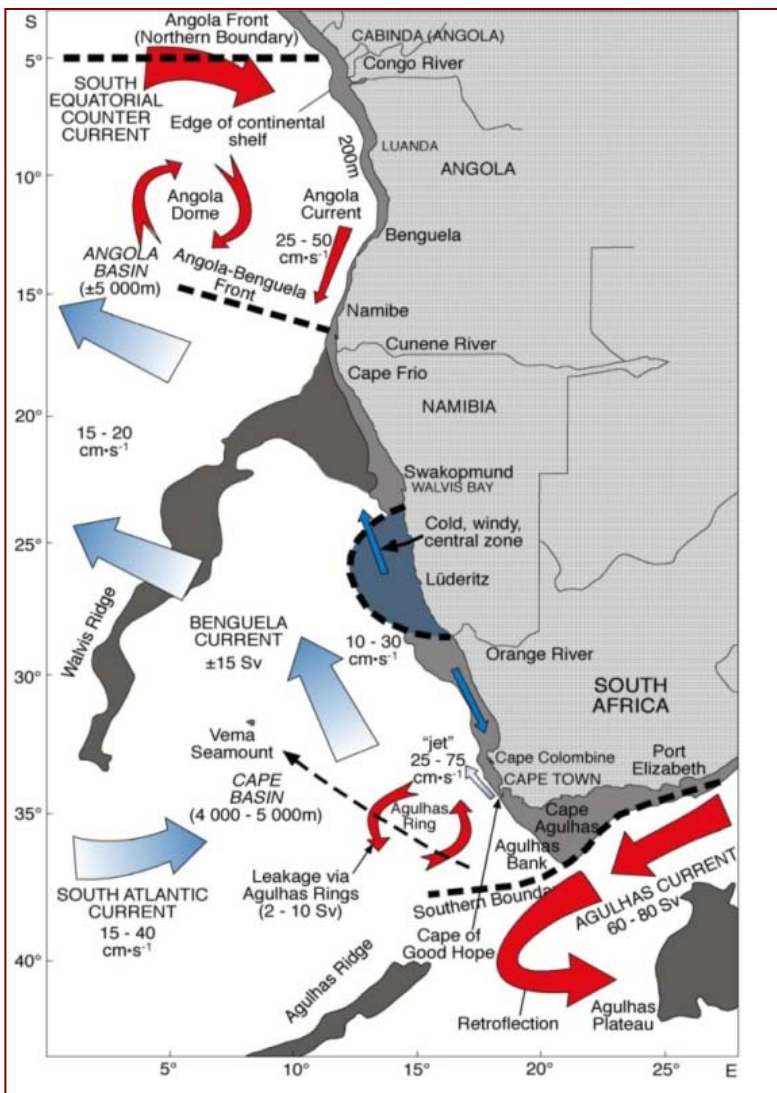 S
Angola Front
(Northern Boundary)
CABINDA (ANGOLA)
5°
Congo River
SOUTH
EQUATORIAL
COUNTER
CURRENT
Edge of continental
shelf
200m
LUANDA
10°
ANGOLA
Angola
Dome
Angola
Current
25 - 50
cm•s⁻¹
Benguela
ANGOLA
BASIN
(±5 000m)
Angola-Benguela
Front
15°
Namibe
Cunene River
Cape Frio
20°
NAMIBIA
15 - 20
cm•s⁻¹
Swakopmund
WALVIS BAY
25°
Cold, windy,
central zone
Lüderitz
Walvis Ridge
BENGUELA
CURRENT
±15 Sv
10 - 30
cm•s⁻¹
Orange River
30°
SOUTH
AFRICA
Vema
Seamount
"jet"
25 - 75
cm•s⁻¹
Cape Colombine
CAPE TOWN
Port
Elizabeth
CAPE
BASIN
(4 000 - 5 000m)
35°
Agulhas
Ring
Cape
Agulhas
Agulhas
Bank
Leakage via
Agulhas Rings
(2 - 10 Sv)
SOUTH ATLANTIC
CURRENT
15 - 40
cm•s⁻¹
Southern Bounda
AGULHAS CURRENT
60 - 80 Sv
Cape of
Good Hope
40°
Agulhas Ridge
Retroflection
Agulhas
Plateau
5° 10° 15° 20° 25° E